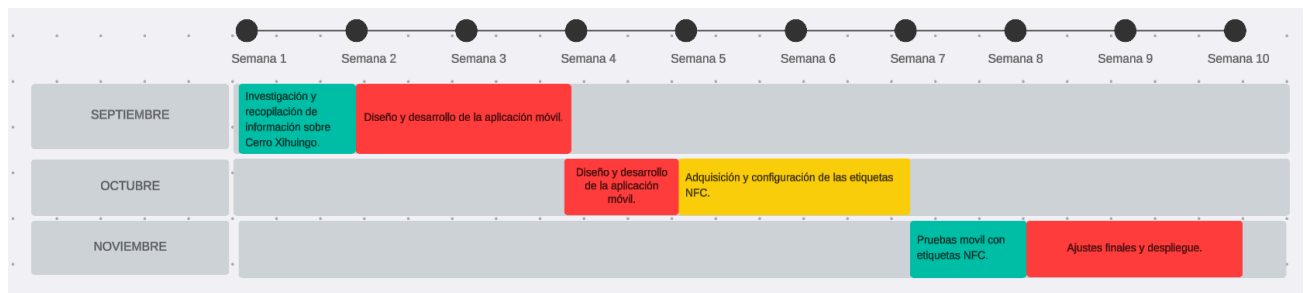 Semana 1
Semana 2
Semana 3
Semana 4
Semana 5
Semana 6
Semana 7
Semana 8
Semana 9
Semana 10
SEPTIEMBRE
Investigación y
recopilación de
información sobre
Cerro Xihuingo.
Diseño y desarrollo de la aplicación móvil.
OCTUBRE
Diseño y desarrollo
de la aplicación
móvil.
Adquisición y configuración de las etiquetas
NFC.
NOVIEMBRE
Pruebas movil con
etiquetas NFC.
Ajustes finales y despliegue.